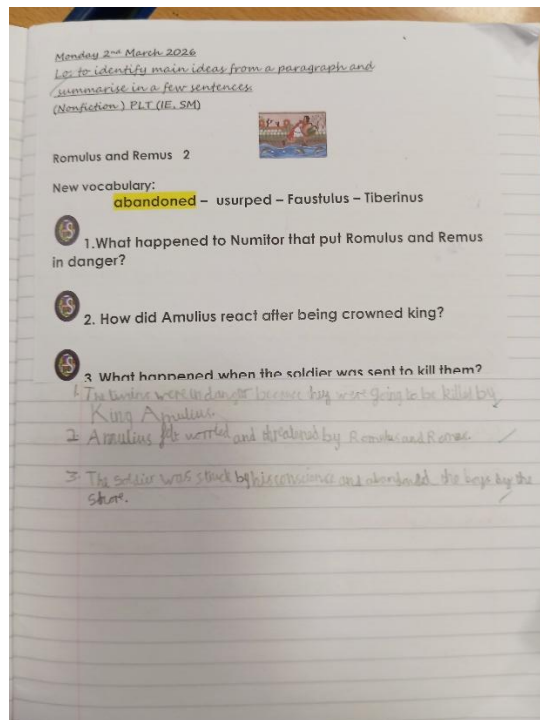 Monday 2nd March 2026
Lo: to identify main ideas from a paragraph and
summarise in a few sentences.
(Nonfiction) PLT (IE, SM)
Romulus and Remus 2
New vocabulary:
abandoned – usurped – Faustulus – Tiberinus
1.What happened to Numitor that put Romulus and Remus
in danger?
2. How did Amulius react after being crowned king?
3 What happened when the soldier was sent to kill them?
1. The were in danger because they were going to be killed by
King Amulius.
2. Amulius felt worried and by Romulus and
3. The soldier was struck by his conscience and the boys by the
shore.